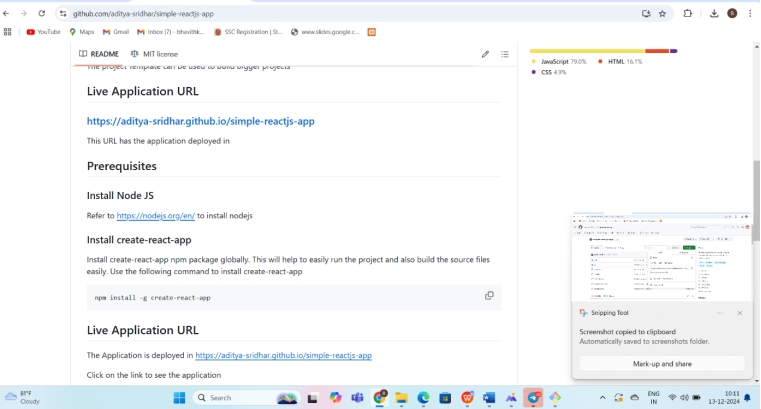 github.com/aditya-sridhar/simple-reactjs-app
YouTube
Maps
Gmail
Inbox (7) - bhavithk...
SSC Registration | St...
www.slides.google.c...
README
MIT license
The project Template can be used to build bigger projects
Live Application URL
https://aditya-sridhar.github.io/simple-reactjs-app
This URL has the application deployed in
Prerequisites
Install Node JS
Refer to https://nodejs.org/en/ to install nodejs
Install create-react-app
Install create-react-app npm package globally. This will help to easily run the project and also build the source files
easily. Use the following command to install create-react-app
npm install -g create-react-app
Live Application URL
The Application is deployed in https://aditya-sridhar.github.io/simple-reactjs-app
Click on the link to see the application
JavaScript 79.0%
HTML 16.1%
CSS 4.9%
Snipping Tool
Screenshot copied to clipboard
Automatically saved to screenshots folder.
Mark-up and share
81°F
Cloudy
Search
ENG
IN
10:11
13-12-2024